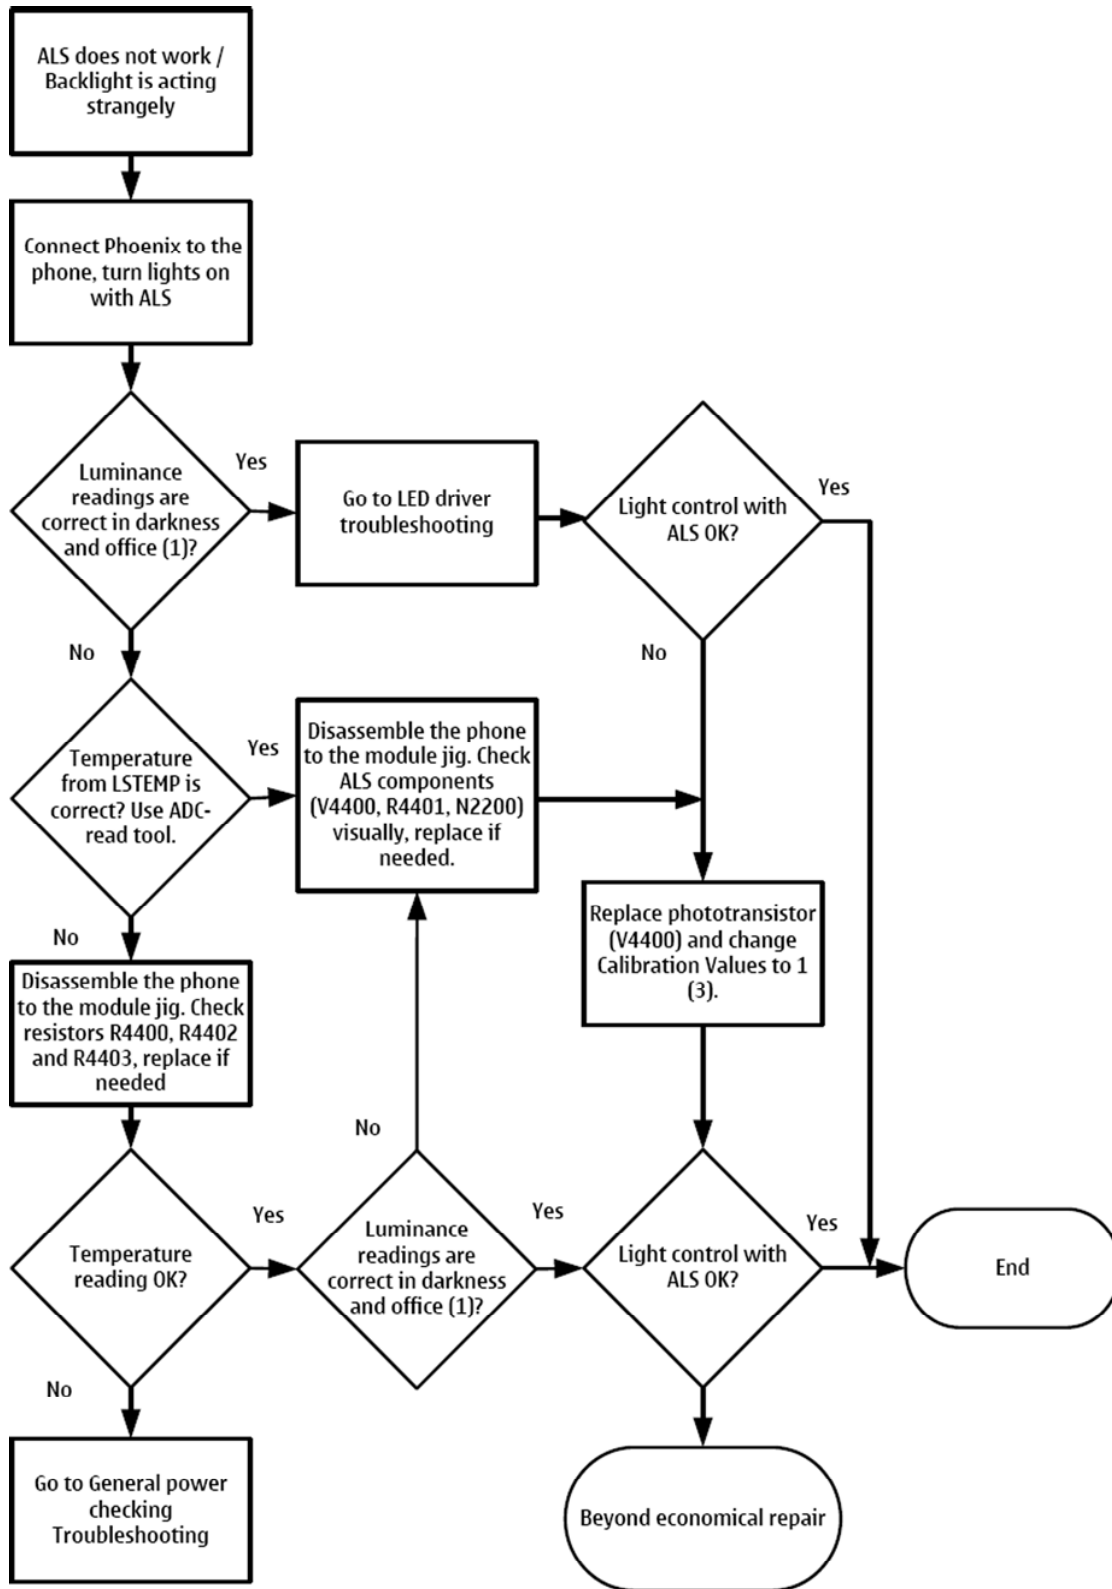 ALS does not work /
Backlight is acting
strangely
Connect Phoenix to the
phone, turn lights on
with ALS
Luminance
readings are
correct in darkness
and office (1)?
Yes
Go to LED driver
troubleshooting
Light control with
ALS OK?
Yes
No
No
Temperature
from LSTEMP is
correct? Use ADC-
read tool.
Yes
Disassemble the phone
to the module jig. Check
ALS components
(V4400, R4401, N2200)
visually, replace if
needed.
Replace phototransistor
(V4400) and change
Calibration Values to 1
(3).
No
Disassemble the phone
to the module jig. Check
resistors R4400, R4402
and R4403, replace if
needed
No
Temperature
reading OK?
Yes
Luminance
readings are
correct in darkness
and office (1)?
Yes
Light control with
ALS OK?
Yes
End
No
Go to General power
checking
Troubleshooting
Beyond economical repair